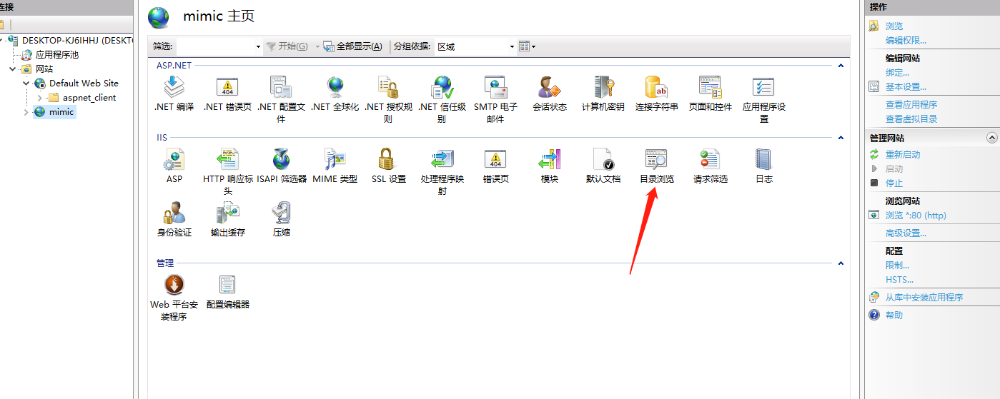 连接
DESKTOP-KJ6IHHJ (DESKT
应用程序池
网站
Default Web Site
aspnet_client
mimic
mimic 主页
筛选:
开始(G)
全部显示(A)
分组依据:
区域
ASP.NET
.NET 编译
.NET 错误页
.NET 配置文
件
.NET 全球化
.NET 授权规
则
.NET 信任级
别
SMTP 电子
邮件
会话状态
计算机密钥
连接字符串
页面和控件
应用程序设
置
IIS
ASP
HTTP 响应标
头
ISAPI 筛选器
MIME 类型
SSL 设置
处理程序映
射
错误页
模块
默认文档
目录浏览
请求筛选
日志
身份验证
输出缓存
压缩
管理
Web 平台安
装程序
配置编辑器
操作
浏览
编辑权限...
编辑网站
绑定...
基本设置...
查看应用程序
查看虚拟目录
管理网站
重新启动
启动
停止
浏览网站
浏览 *:80 (http)
高级设置...
配置
限制...
HSTS...
从库中安装应用程序
帮助